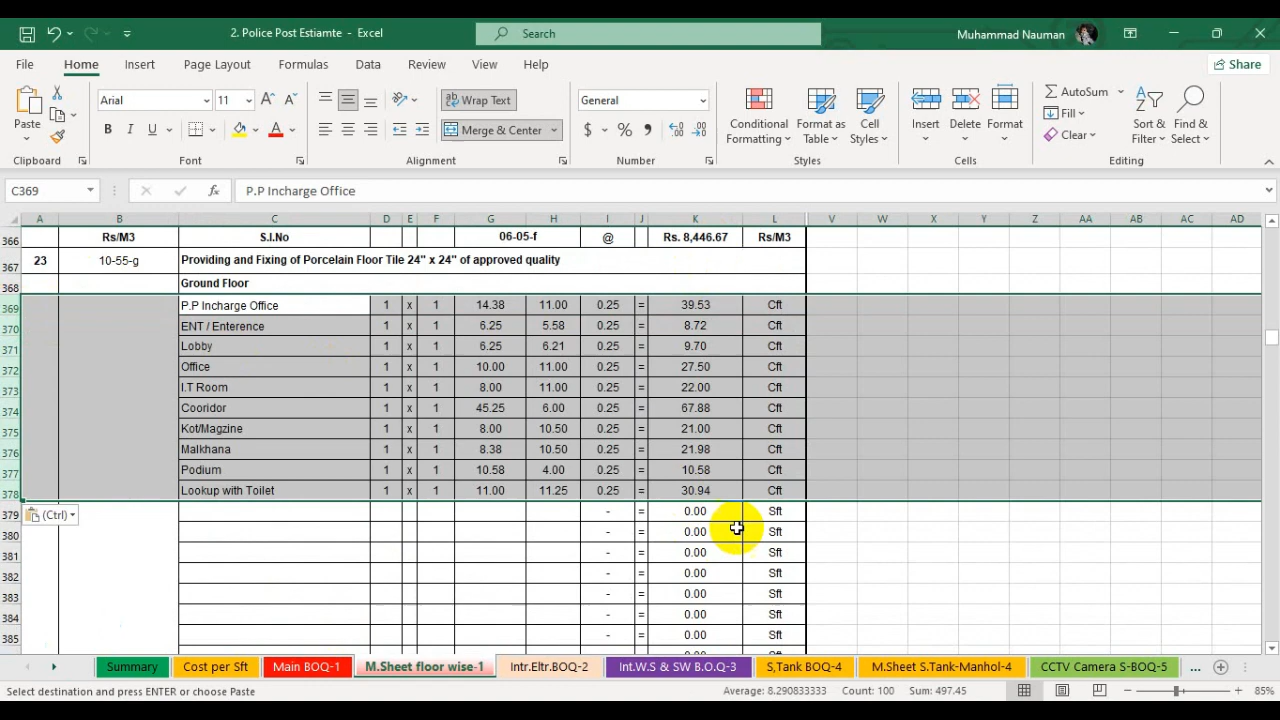 2. Police Post Estiamte - Excel
Search
Muhammad Nauman
File Home Insert Page Layout Formulas Data Review View Help
Share
Paste
Arial 11
B I U
Wrap Text
Merge & Center
General
$ % ,
Conditional Formatting
Format as Table
Cell Styles
Insert
Delete
Format
AutoSum
Fill
Clear
Sort & Filter
Find & Select
Clipboard Font Alignment Number Styles Cells Editing
C369 fx P.P Incharge Office
A B C D E F G H I J K L V W X Y Z AA AB AC AD
366 Rs/M3 S.I.No 06-05-f @ Rs. 8,446.67 Rs/M3
367 23 10-55-g Providing and Fixing of Porcelain Floor Tile 24" x 24" of approved quality
368 Ground Floor
369 P.P Incharge Office 1 x 1 14.38 11.00 0.25 = 39.53 Cft
370 ENT / Enterence 1 x 1 6.25 5.58 0.25 = 8.72 Cft
371 Lobby 1 x 1 6.25 6.21 0.25 = 9.70 Cft
372 Office 1 x 1 10.00 11.00 0.25 = 27.50 Cft
373 I.T Room 1 x 1 8.00 11.00 0.25 = 22.00 Cft
374 Cooridor 1 x 1 45.25 6.00 0.25 = 67.88 Cft
375 Kot/Magzine 1 x 1 8.00 10.50 0.25 = 21.00 Cft
376 Malkhana 1 x 1 8.38 10.50 0.25 = 21.98 Cft
377 Podium 1 x 1 10.58 4.00 0.25 = 10.58 Cft
378 Lookup with Toilet 1 x 1 11.00 11.25 0.25 = 30.94 Cft
379 (Ctrl) - = 0.00 Sft
380 - = 0.00 Sft
381 - = 0.00 Sft
382 - = 0.00 Sft
383 - = 0.00 Sft
384 - = 0.00 Sft
385 - = 0.00 Sft
Summary Cost per Sft Main BOQ-1 M.Sheet floor wise-1 Intr.Eltr.BOQ-2 Int.W.S & SW B.O.Q-3 S,Tank BOQ-4 M.Sheet S.Tank-Manhol-4 CCTV Camera S-BOQ-5 ...
Select destination and press ENTER or choose Paste Average: 8.290833333 Count: 100 Sum: 497.45 85%